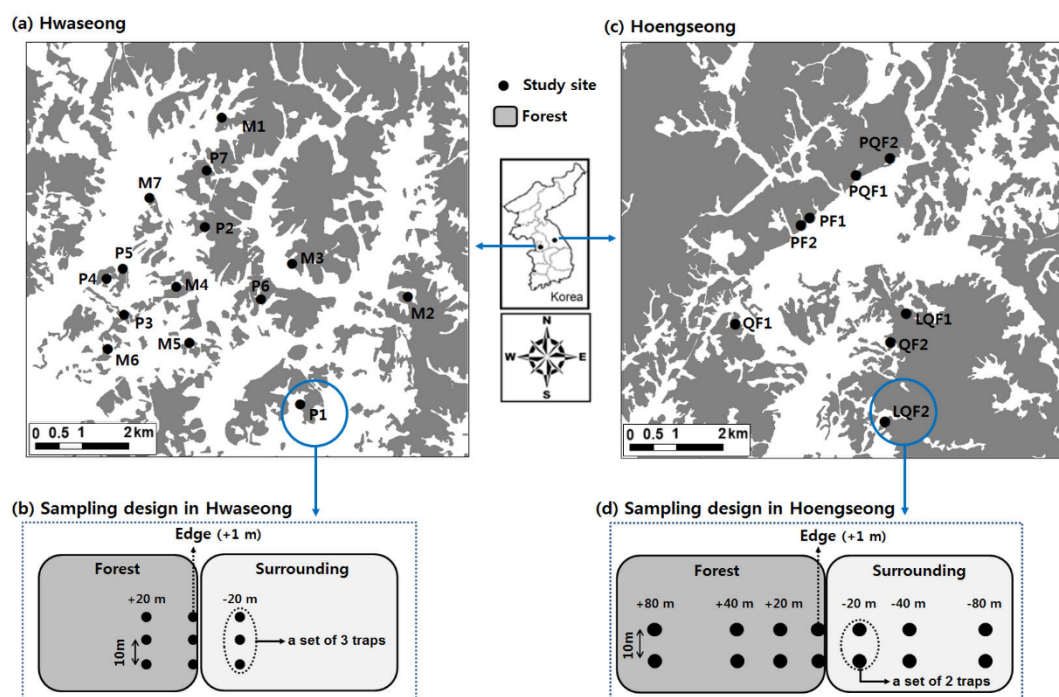 (a) Hwaseong
M1
P7
M7
P2
P5
P4
M3
M4
P6
M2
P3
M5
M6
P1
0 0.5 1 2 km
Study site
Forest
Korea
N
W E
S
(c) Hoengseong
PQF2
PQF1
PF1
PF2
LQF1
QF1
QF2
LQF2
0 0.5 1 2 km
(b) Sampling design in Hwaseong
Edge (+1 m)
Forest
Surrounding
+20 m
-20 m
10m
a set of 3 traps
(d) Sampling design in Hoengseong
Edge (+1 m)
Forest
Surrounding
+80 m
+40 m
+20 m
-20 m
-40 m
-80 m
10m
a set of 2 traps